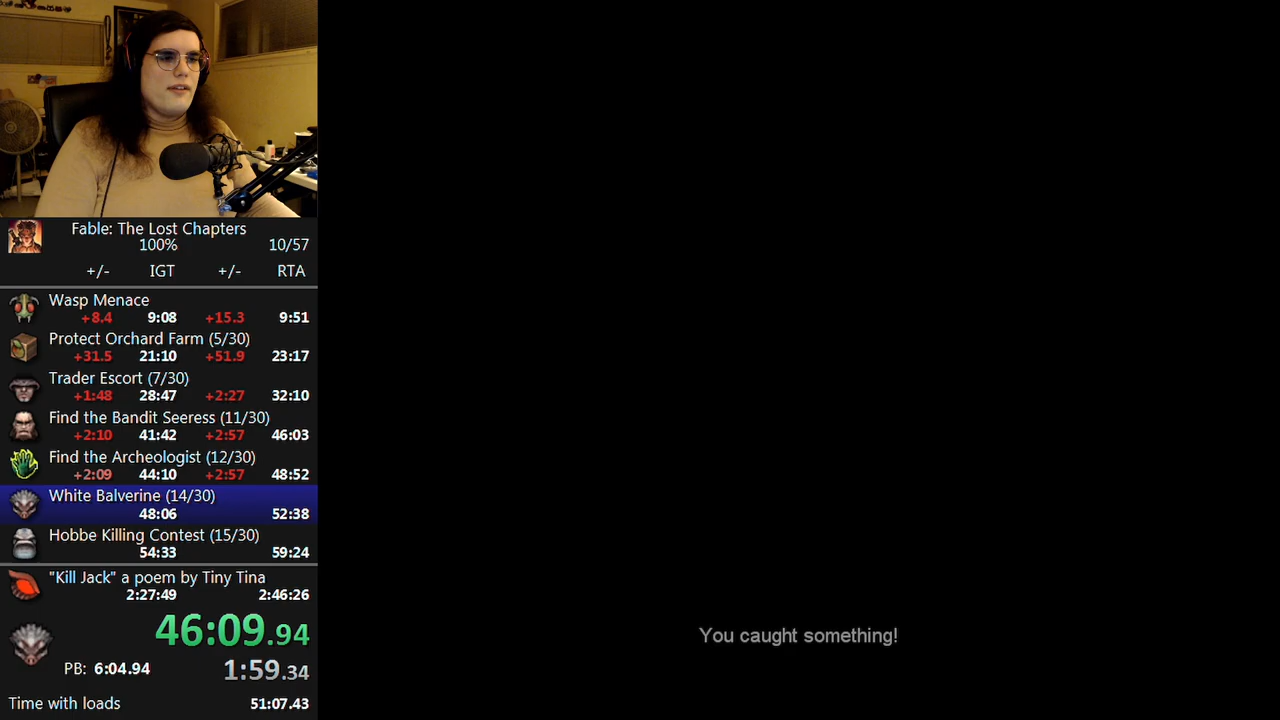 Fable: The Lost Chapters
100% 10/57
+/- IGT +/- RTA
Wasp Menace
+8.4 9:08 +15.3 9:51
Protect Orchard Farm (5/30)
+31.5 21:10 +51.9 23:17
Trader Escort (7/30)
+1:48 28:47 +2:27 32:10
Find the Bandit Seeress (11/30)
+2:10 41:42 +2:57 46:03
Find the Archeologist (12/30)
+2:09 44:10 +2:57 48:52
White Balverine (14/30)
48:06 52:38
Hobbe Killing Contest (15/30)
54:33 59:24
"Kill Jack" a poem by Tiny Tina
2:27:49 2:46:26
46:09.94
PB: 6:04.94 1:59.34
Time with loads 51:07.43
You caught something!